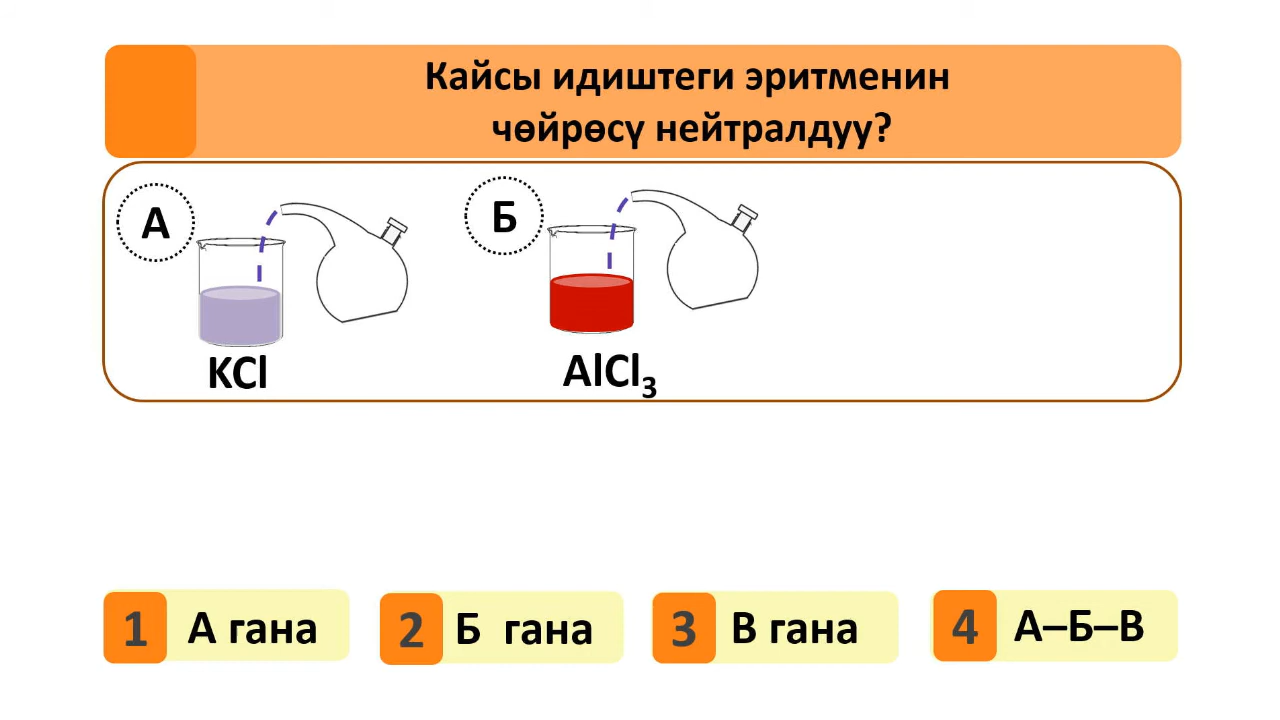 Кайсы идиштеги эритменин
чөйрөсү нейтралдуу?
А
Б
KCl
AlCl₃
1 А гана
2 Б гана
3 В гана
4 А–Б–В